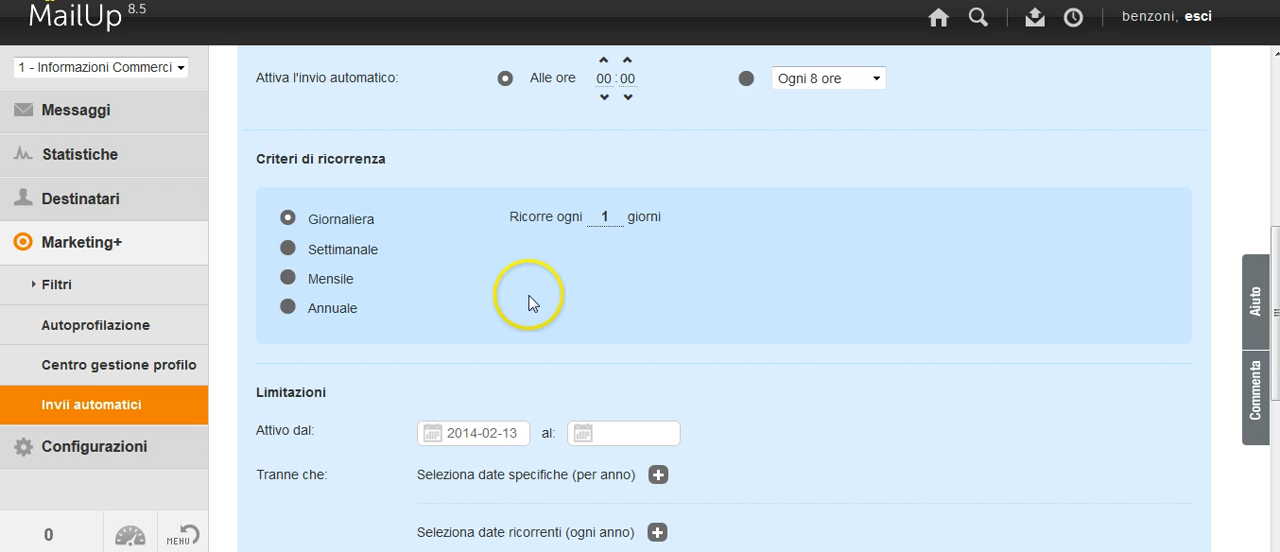 MailUp 8.5
benzoni, esci
1 - Informazioni Commerci
Messaggi
Statistiche
Destinatari
Marketing+
Filtri
Autoprofilazione
Centro gestione profilo
Invii automatici
Configurazioni
0
MENU
Attiva l'invio automatico: Alle ore 00 : 00 Ogni 8 ore
Criteri di ricorrenza
Giornaliera Ricorre ogni 1 giorni
Settimanale
Mensile
Annuale
Limitazioni
Attivo dal: 2014-02-13 al:
Tranne che: Seleziona date specifiche (per anno)
Seleziona date ricorrenti (ogni anno)
Aiuto
Commenta